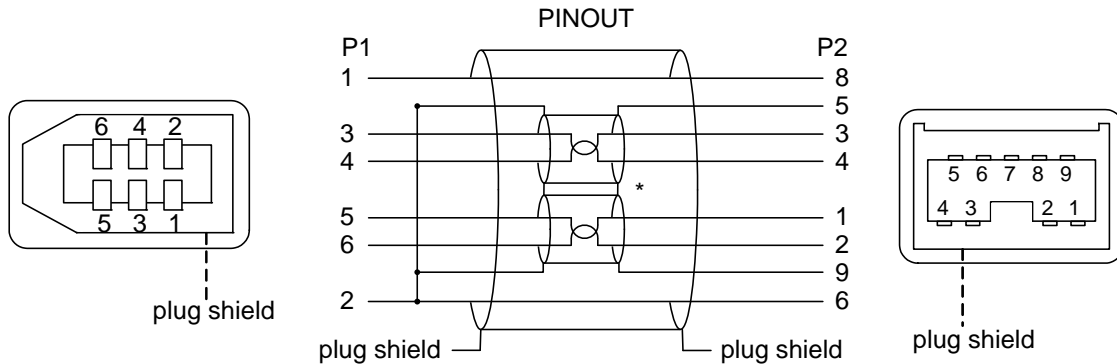 PINOUT
P1 P2
1 8
5
3 3
4 4
*
5 1
6 2
9
2 6
plug shield plug shield
6 4 2
5 3 1
plug shield
5 6 7 8 9
4 3 2 1
plug shield